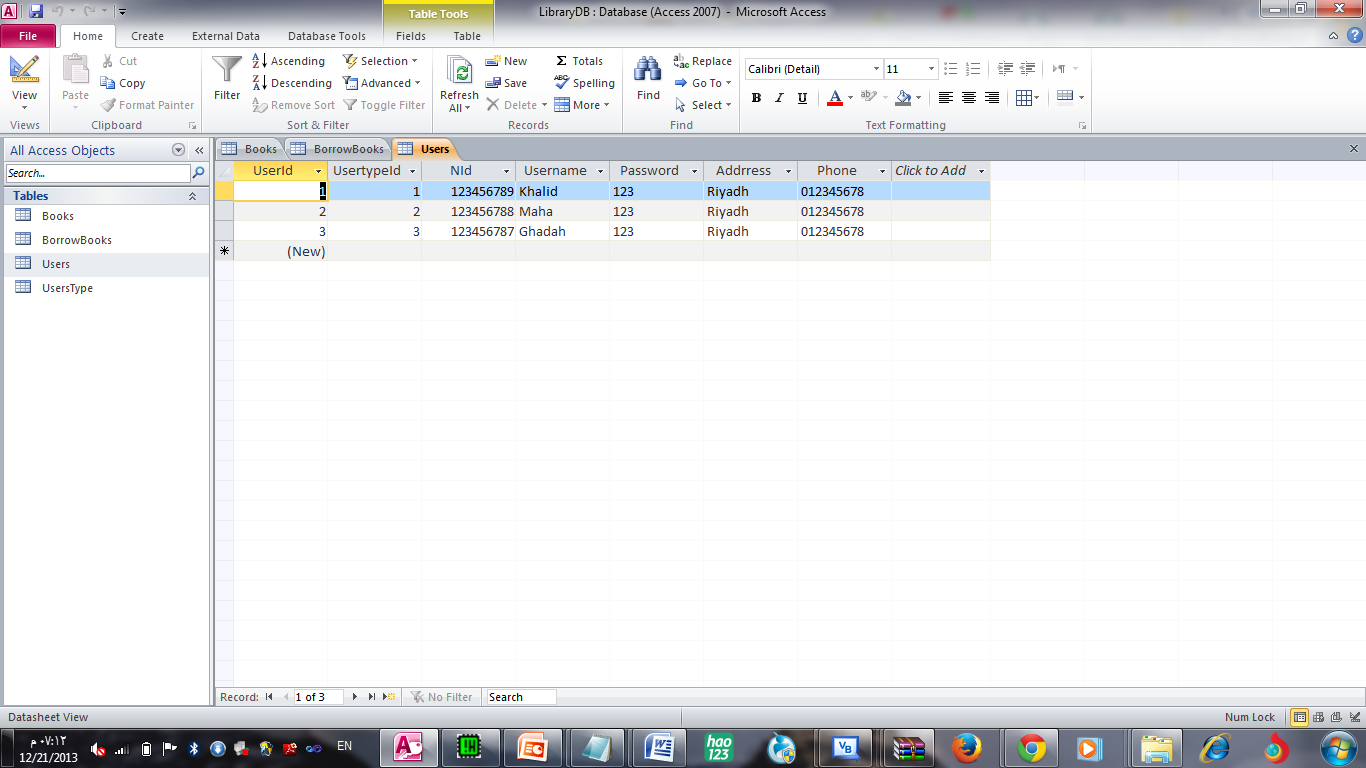 Table Tools
LibraryDB : Database (Access 2007) - Microsoft Access
File Home Create External Data Database Tools Fields Table
View
Views
Paste
Cut
Copy
Format Painter
Clipboard
Filter
Ascending
Descending
Remove Sort
Selection
Advanced
Toggle Filter
Sort & Filter
Refresh
All
New
Save
Delete
Totals
Spelling
More
Records
Find
Replace
Go To
Select
Find
Calibri (Detail) 11
B I U A ab
Text Formatting
All Access Objects
Search...
Tables
Books
BorrowBooks
Users
UsersType
Books BorrowBooks Users
UserId UsertypeId NId Username Password Addrress Phone Click to Add
1 1 123456789 Khalid 123 Riyadh 012345678
2 2 123456788 Maha 123 Riyadh 012345678
3 3 123456787 Ghadah 123 Riyadh 012345678
(New)
Record: 1 of 3 No Filter Search
Datasheet View Num Lock
٠٧:١٢ م
12/21/2013
EN
hao
123
VB